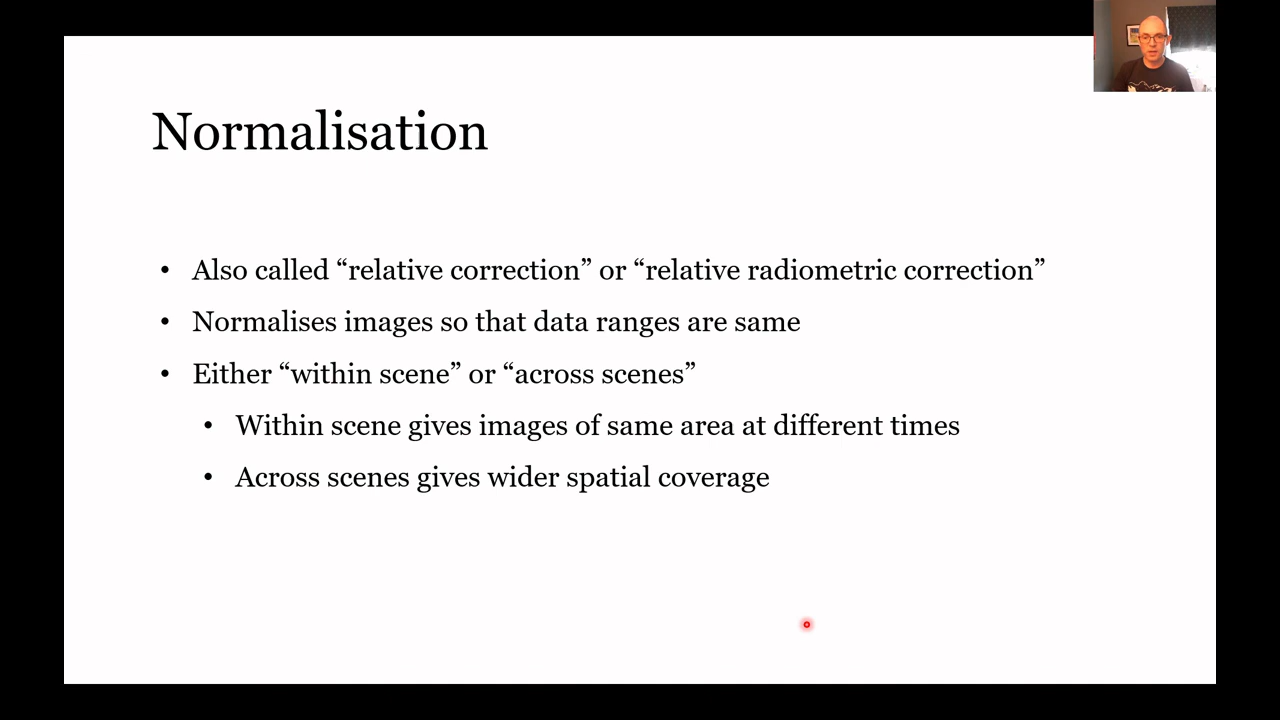 Normalisation
• Also called “relative correction” or “relative radiometric correction”
• Normalises images so that data ranges are same
• Either “within scene” or “across scenes”
• Within scene gives images of same area at different times
• Across scenes gives wider spatial coverage